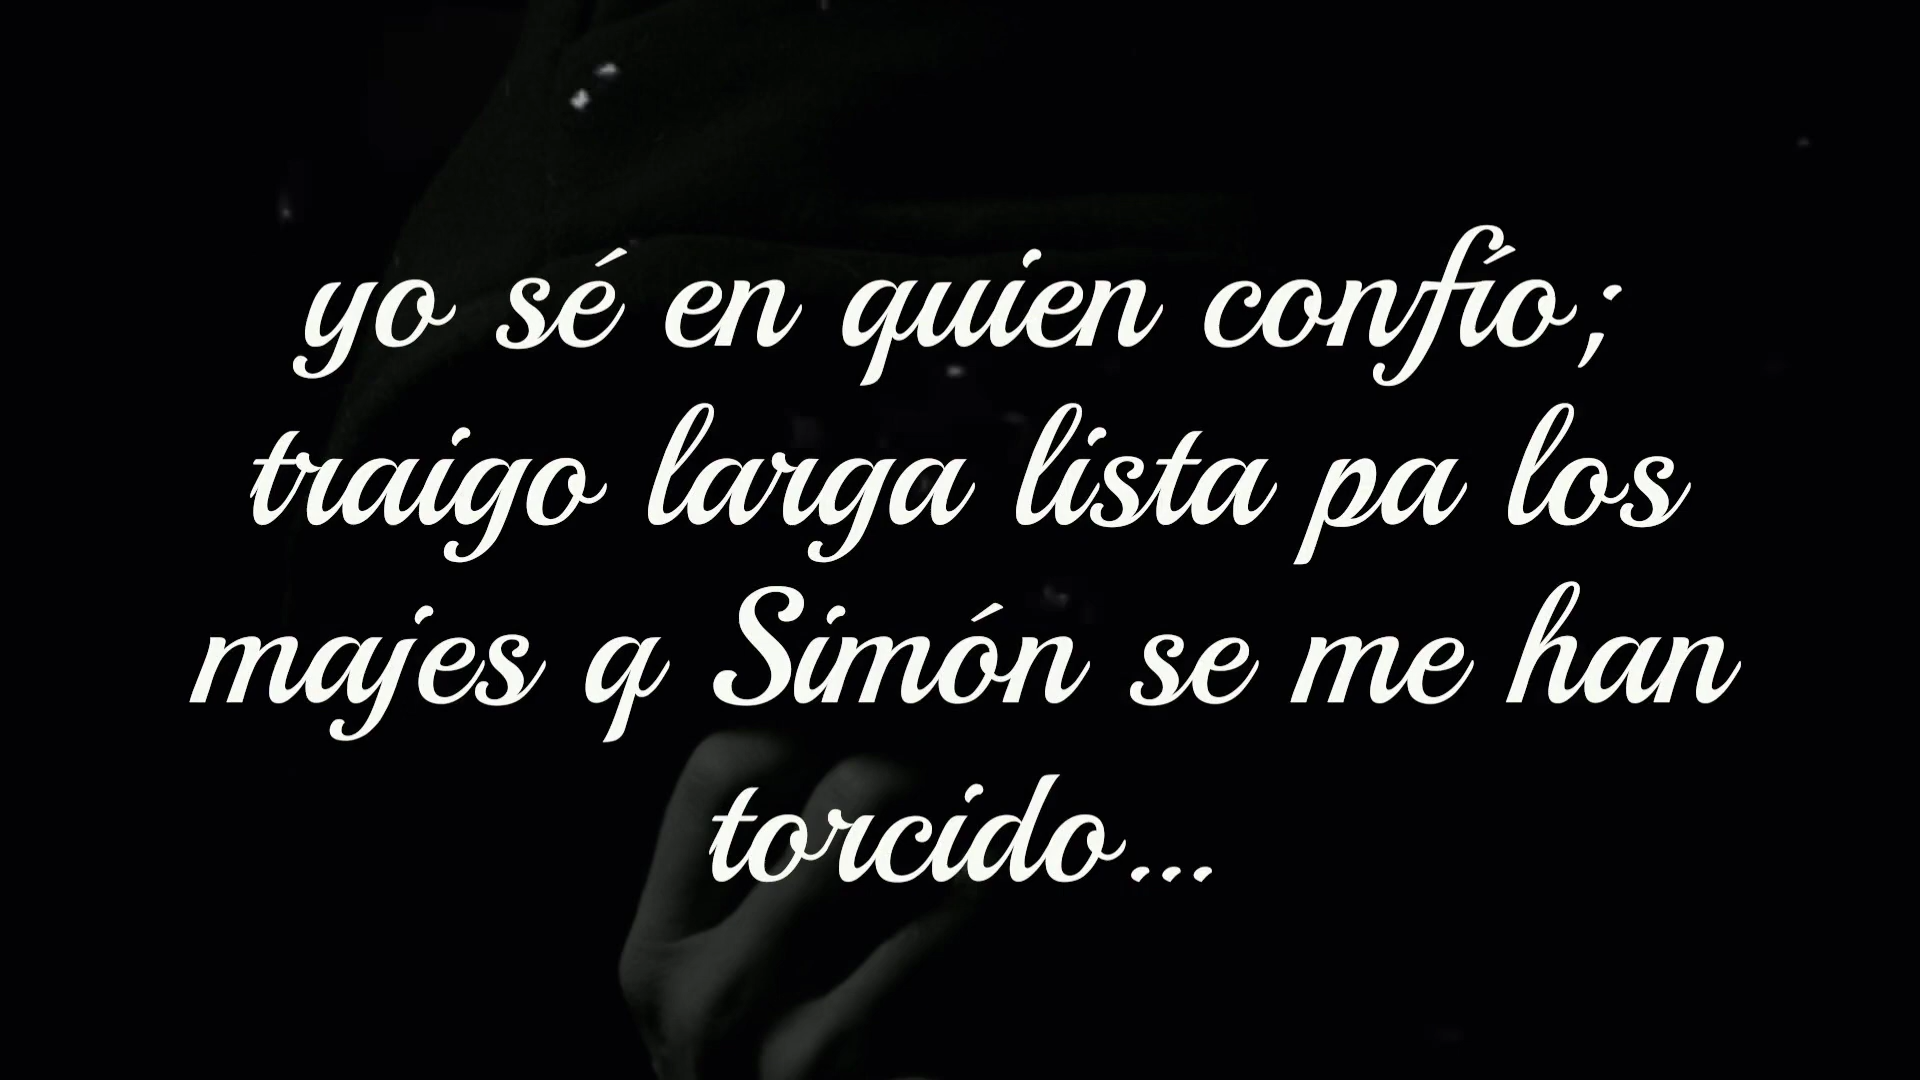 yo sé en quien confío;
traigo larga lista pa los
majes q Simón se me han
torcido...